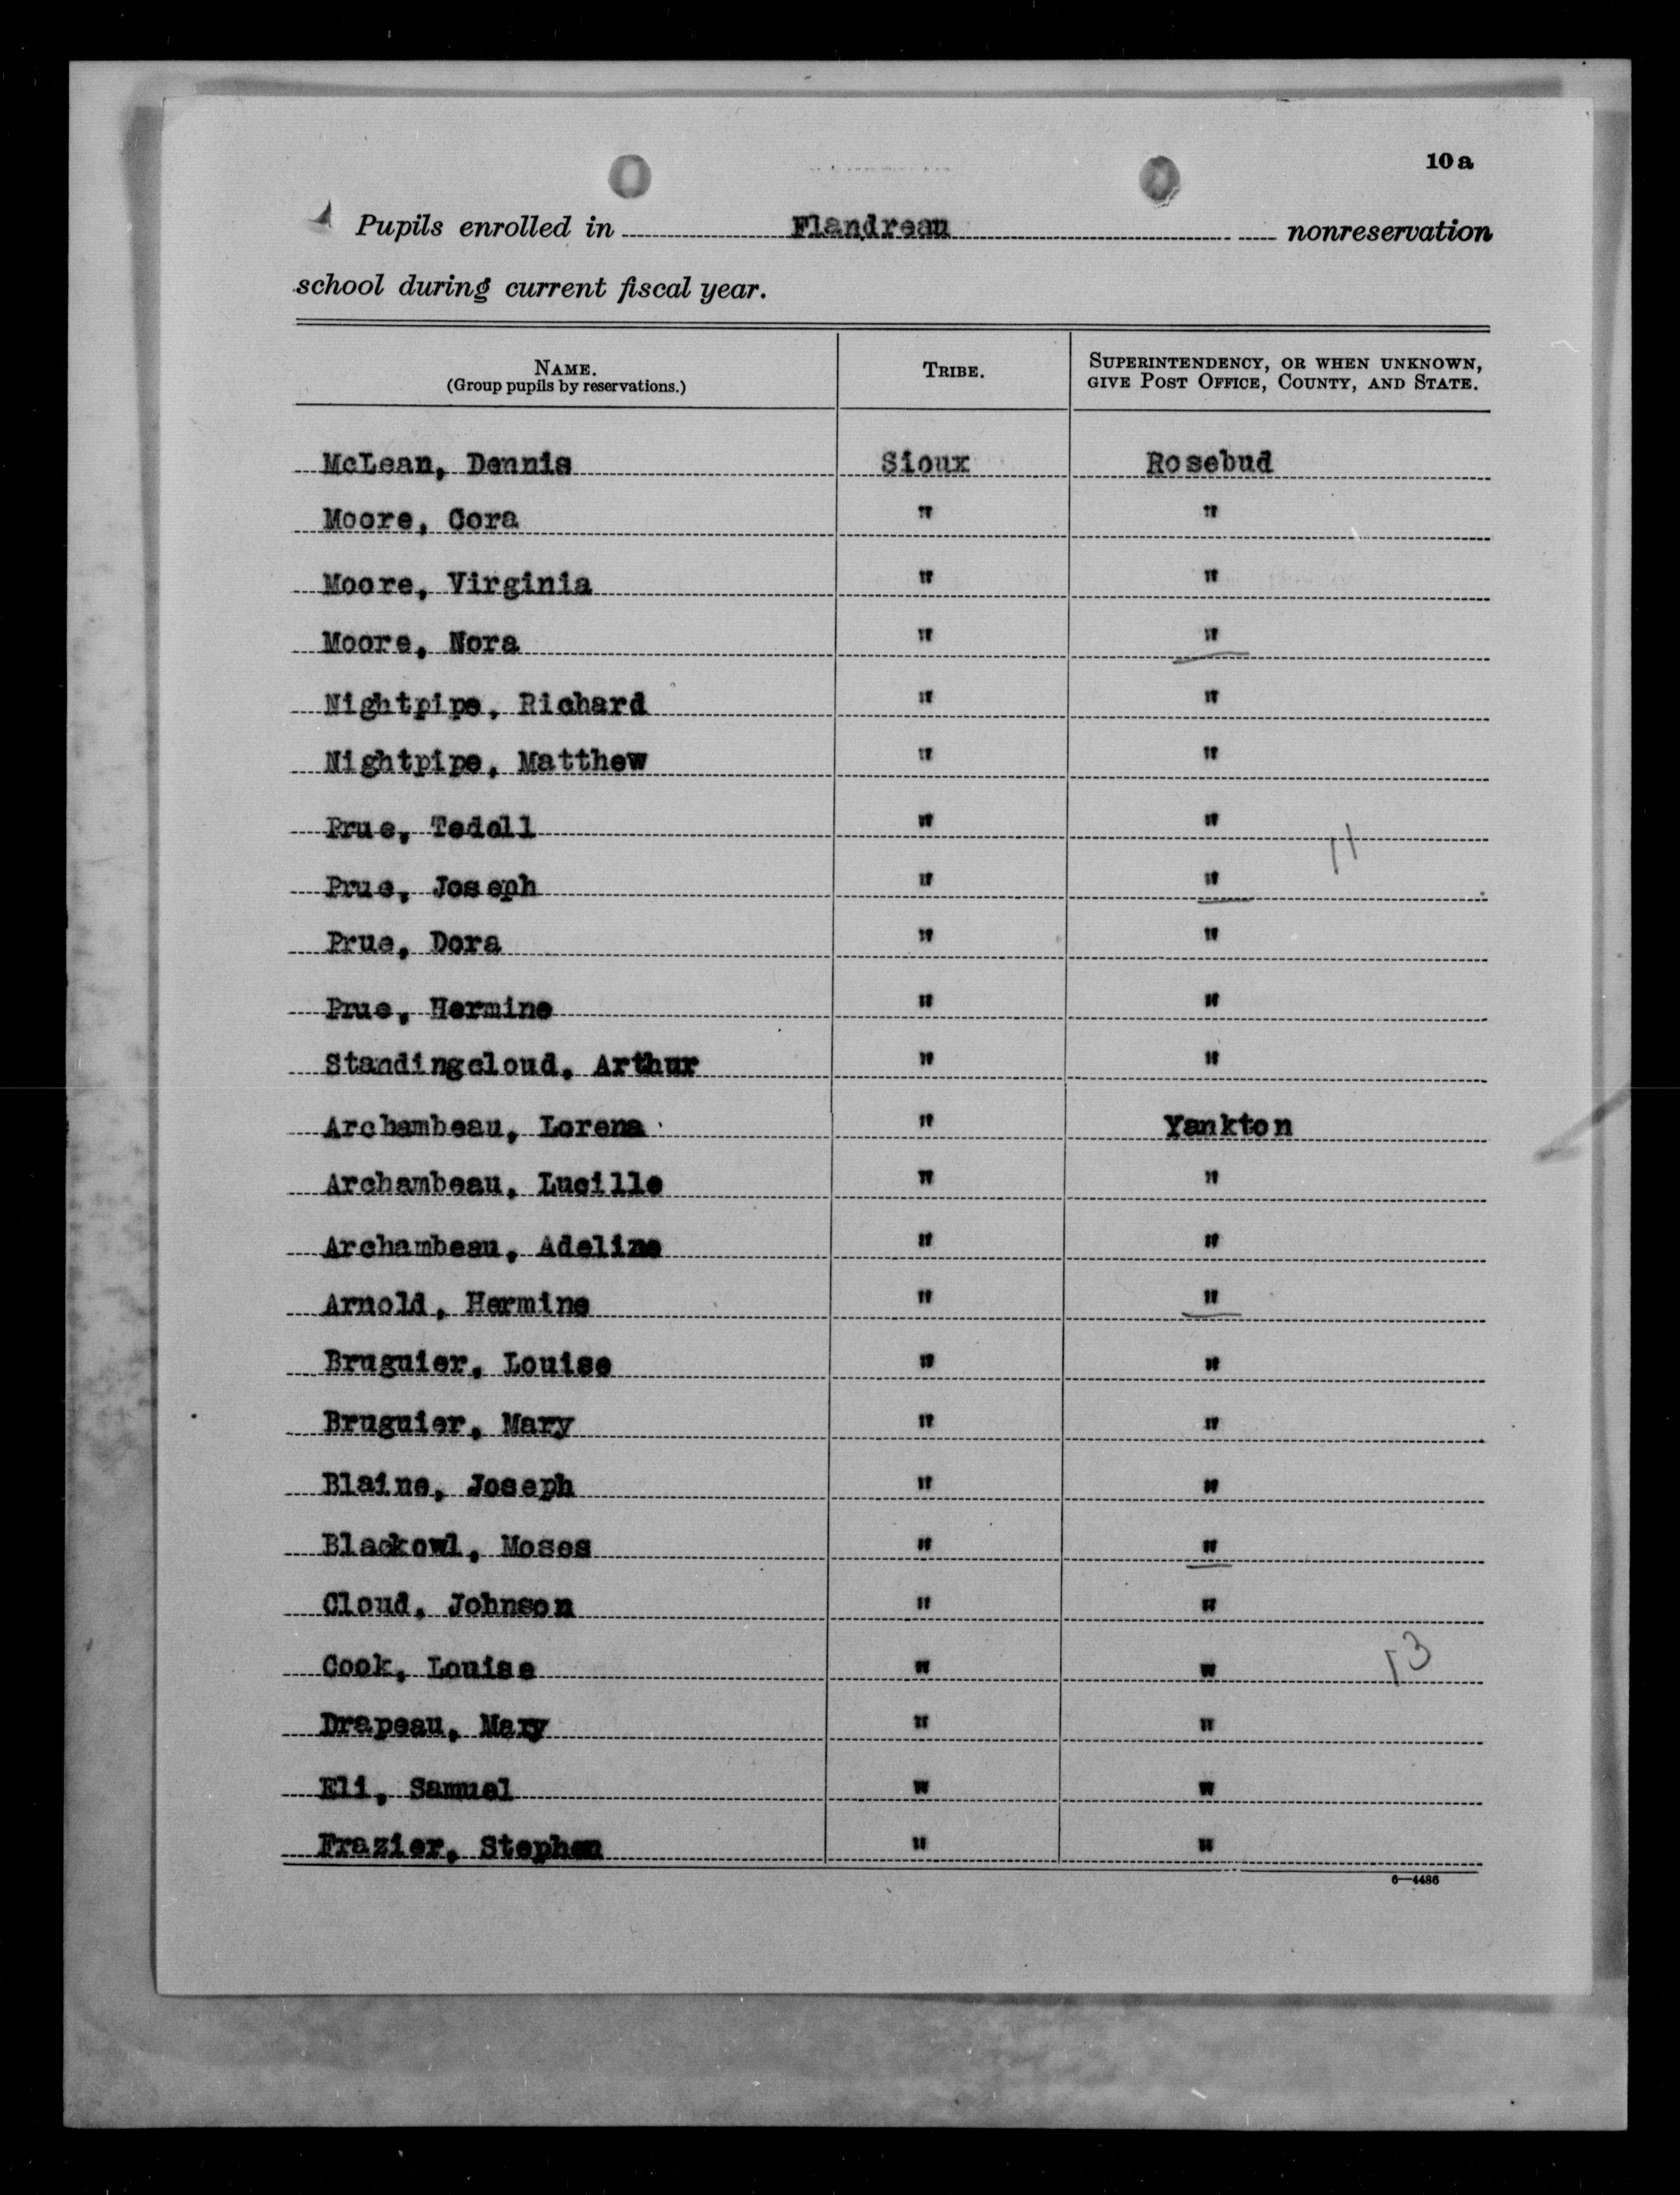 10a
Pupils enrolled in Flandreau nonreservation
school during current fiscal year.
NAME. TRIBE. SUPERINTENDENCY, OR WHEN UNKNOWN,
(Group pupils by reservations.) GIVE POST OFFICE, COUNTY, AND STATE.
McLean, Dennis Sioux Rosebud
Moore, Cora " "
Moore, Virginia " "
Moore, Nora " "
Nightpipe, Richard " "
Nightpipe, Matthew " "
Prue, Tedell " "
11
Prue, Joseph " "
Prue, Dora " "
Prue, Hermine " "
Standingcloud, Arthur " "
Archambeau, Lorena " Yankton
Archambeau, Lucille " "
Archambeau, Adeline " "
Arnold, Hermine " "
Bruguier, Louise " "
Bruguier, Mary " "
Blaine, Joseph " "
Blackowl, Moses " "
Cloud, Johnson " "
Cook, Louise " " 13
Drapeau, Mary " "
Eli, Samuel " "
Frazier, Stephen " "
6—4486